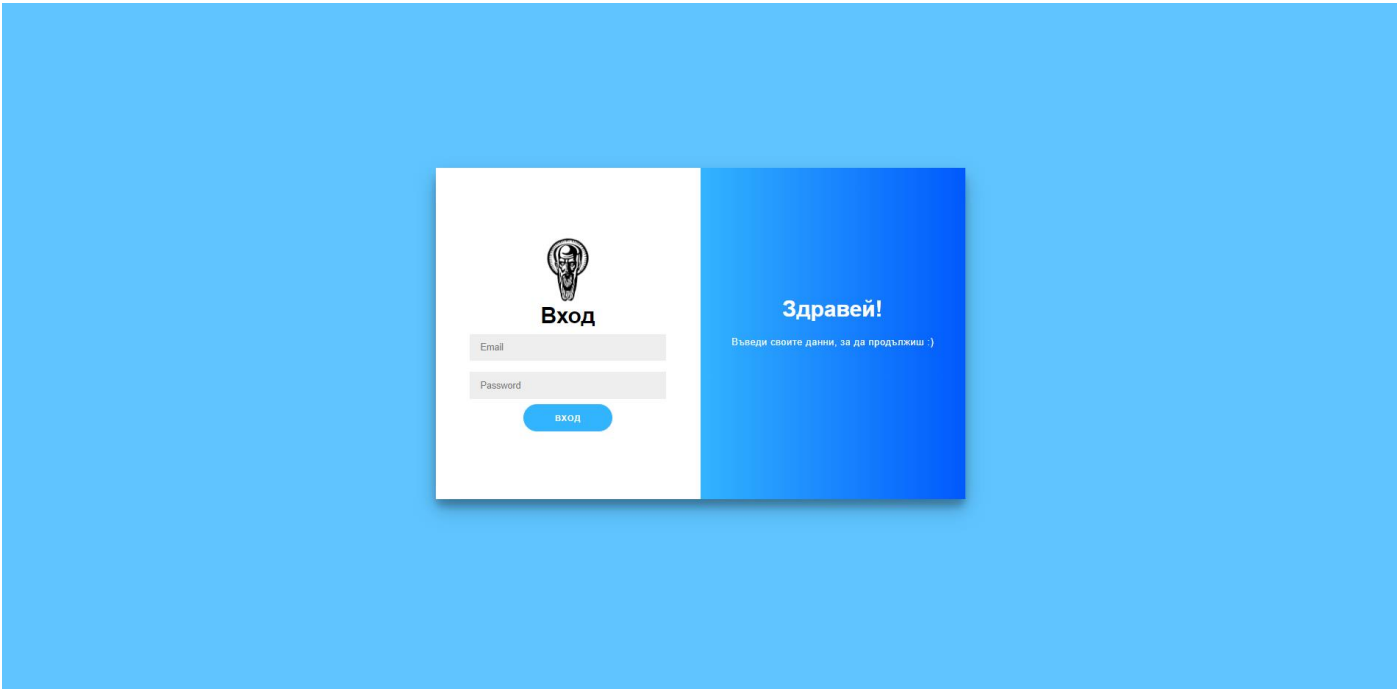 Вход
Email
Password
ВХОД
Здравей!
Въведи своите данни, за да продължиш :)